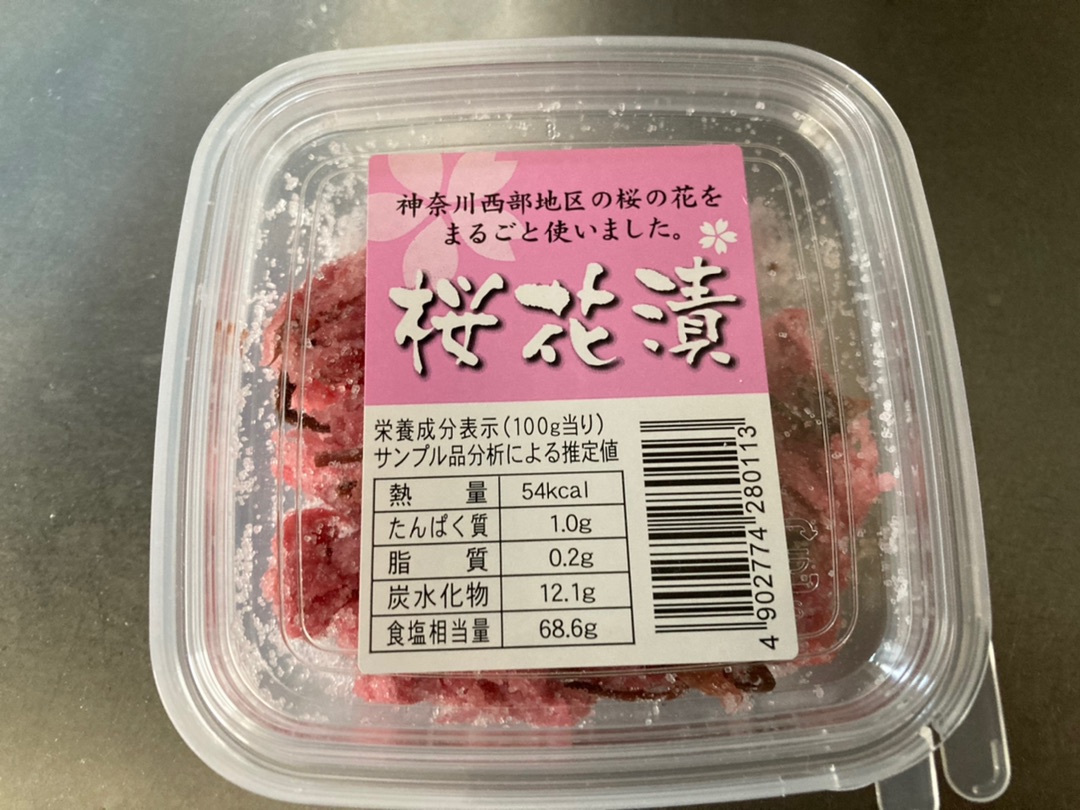 神奈川西部地区の桜の花を
まるごと使いました。
桜花漬
栄養成分表示(100g当り)
サンプル品分析による推定値
熱量 54kcal
たんぱく質 1.0g
脂質 0.2g
炭水化物 12.1g
食塩相当量 68.6g
4 902774 280113